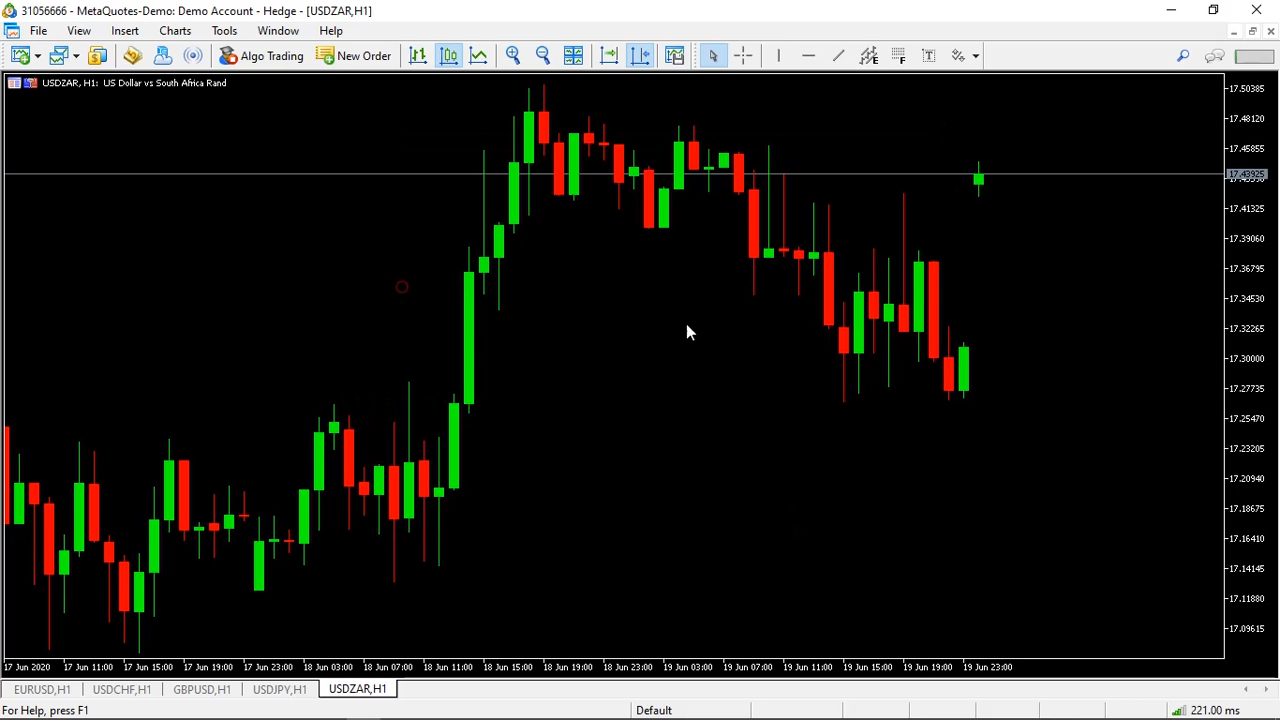 31056666 - MetaQuotes-Demo: Demo Account - Hedge - [USDZAR,H1]
File View Insert Charts Tools Window Help
Algo Trading New Order
USDZAR, H1: US Dollar vs South Africa Rand
17.50385
17.48120
17.45855
17.43925
17.41325
17.39060
17.36795
17.34530
17.32265
17.30000
17.27735
17.25470
17.23205
17.20940
17.18675
17.16410
17.14145
17.11880
17.09615
17 Jun 2020 17 Jun 11:00 17 Jun 15:00 17 Jun 19:00 17 Jun 23:00 18 Jun 03:00 18 Jun 07:00 18 Jun 11:00 18 Jun 15:00 18 Jun 19:00 18 Jun 23:00 19 Jun 03:00 19 Jun 07:00 19 Jun 11:00 19 Jun 15:00 19 Jun 19:00 19 Jun 23:00
EURUSD,H1 USDCHF,H1 GBPUSD,H1 USDJPY,H1 USDZAR,H1
For Help, press F1 Default 221.00 ms